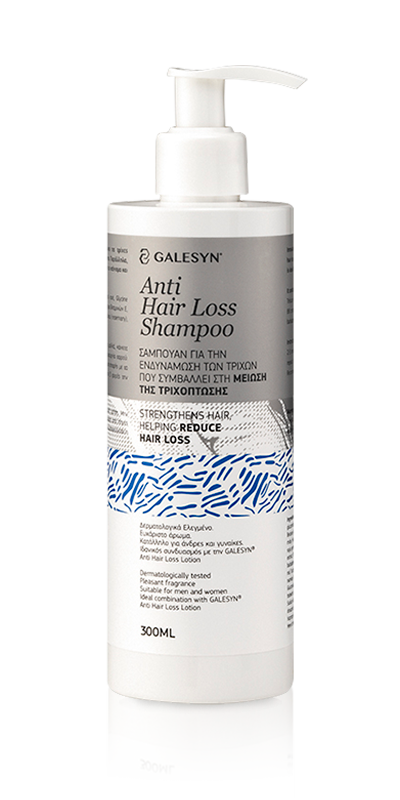 GALESYN®
Anti
Hair Loss
Shampoo
ΣΑΜΠΟΥΑΝ ΓΙΑ ΤΗΝ
ΕΝΔΥΝΑΜΩΣΗ ΤΩΝ ΤΡΙΧΩΝ
ΠΟΥ ΣΥΜΒΑΛΛΕΙ ΣΤΗ ΜΕΙΩΣΗ
ΤΗΣ ΤΡΙΧΟΠΤΩΣΗΣ
STRENGTHENS HAIR,
HELPING REDUCE
HAIR LOSS
Δερματολογικά Ελεγμένο.
Ευχάριστο άρωμα.
Κατάλληλο για άνδρες και γυναίκες.
Ιδανικός συνδυασμός με την GALESYN®
Anti Hair Loss Lotion
Dermatologically tested
Pleasant fragrance
Suitable for men and women
Ideal combination with GALESYN®
Anti Hair Loss Lotion
300ML